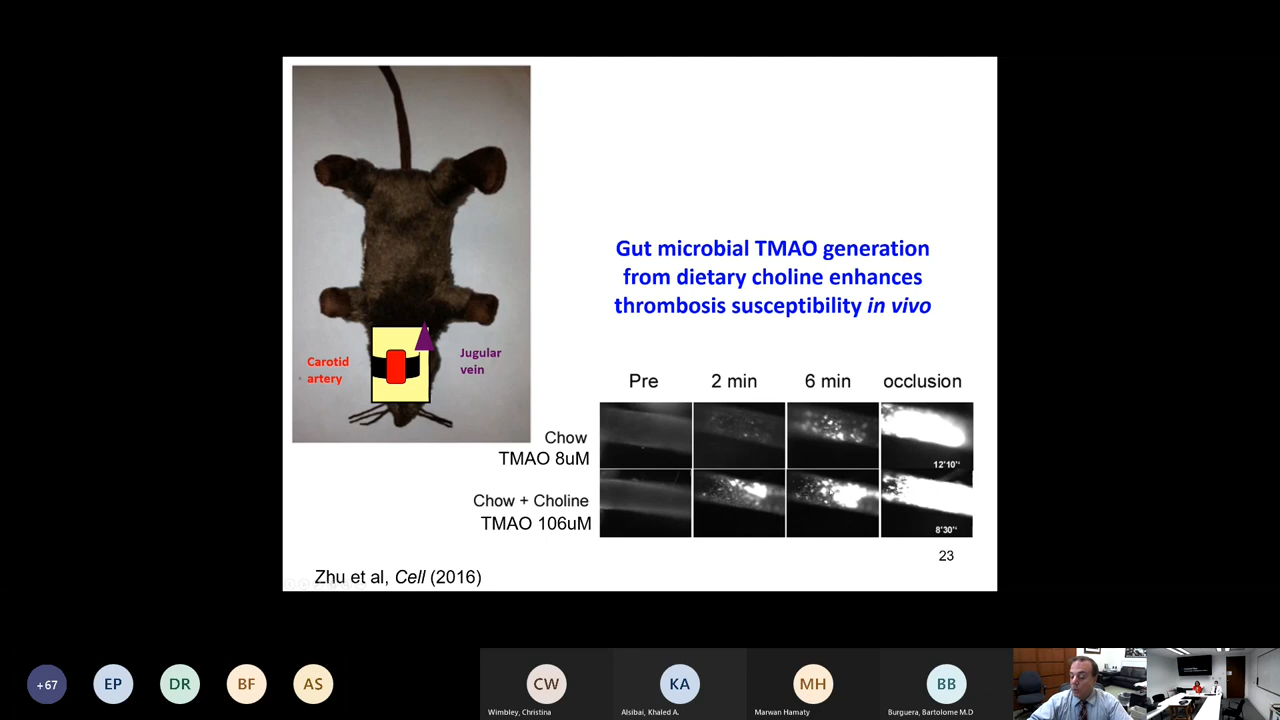 Gut microbial TMAO generation
from dietary choline enhances
thrombosis susceptibility in vivo
Carotid
artery
Jugular
vein
Pre 2 min 6 min occlusion
Chow
TMAO 8uM
12'10"
Chow + Choline
TMAO 106uM
8'30"
23
Zhu et al, Cell (2016)
+67 EP DR BF AS CW KA MH BB
Wimbley, Christina Alsibai, Khaled A. Marwan Hamaty Burguera, Bartolome M.D